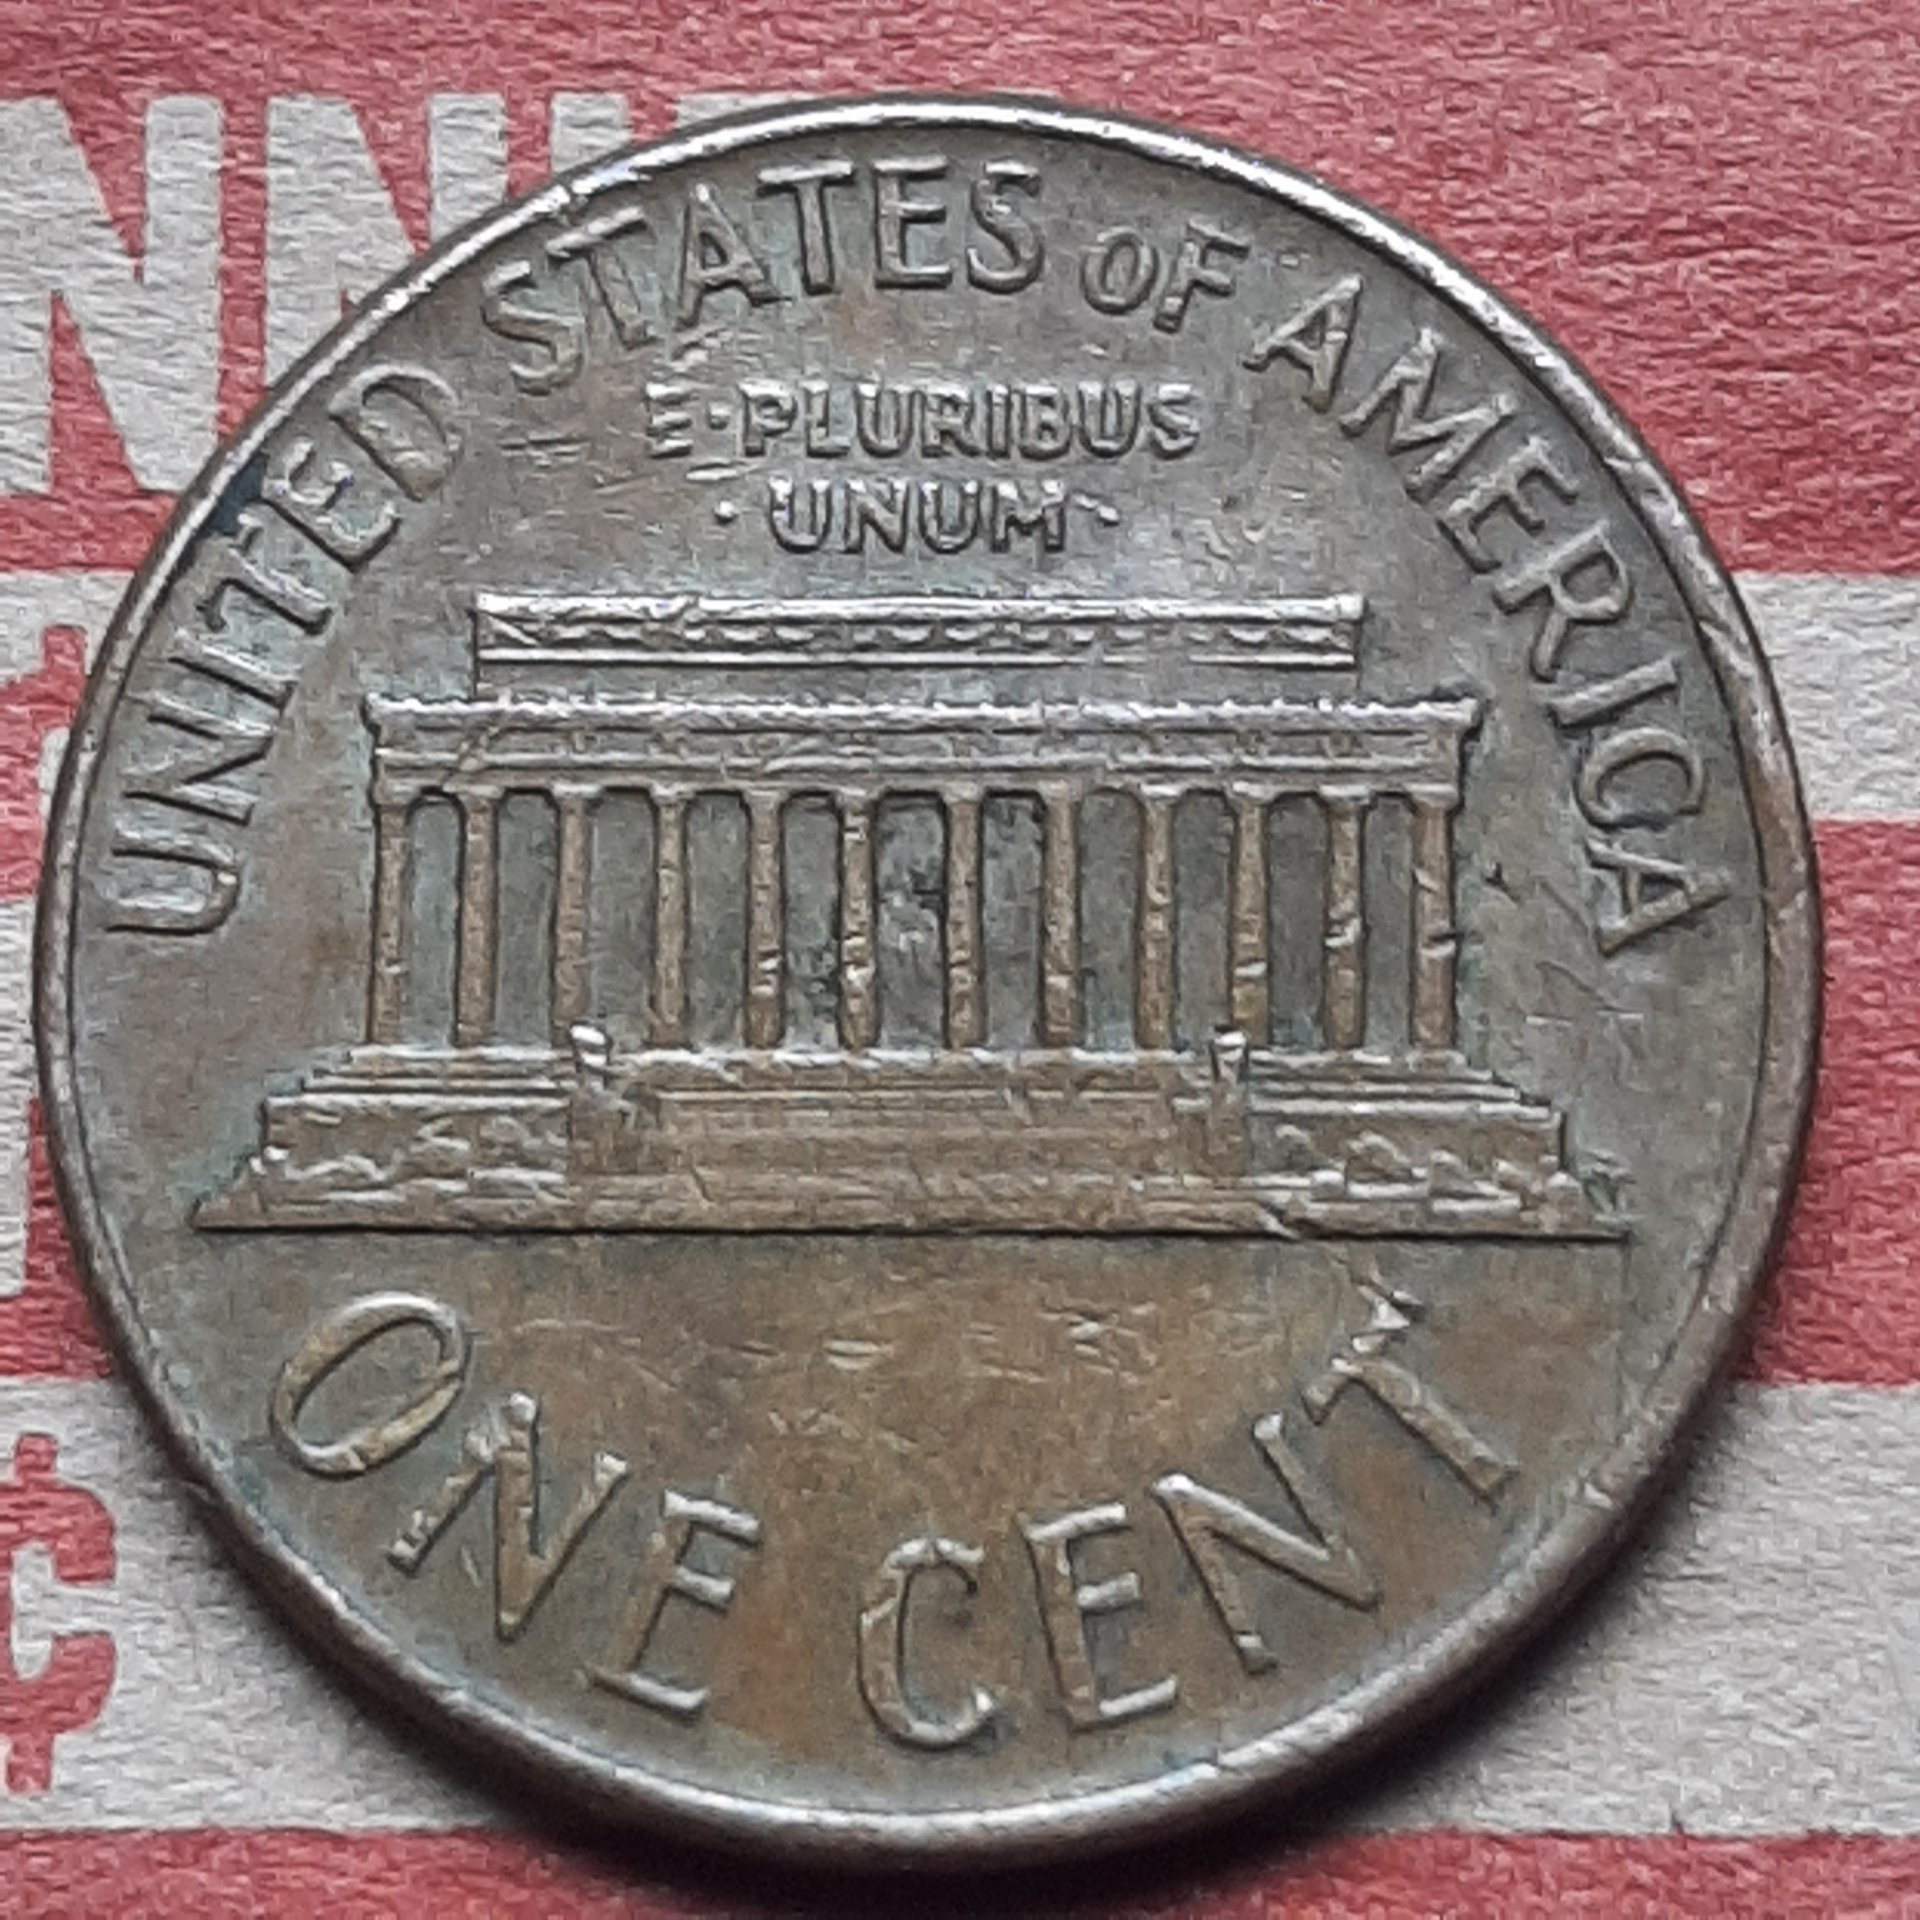 UNITED STATES OF AMERICA
E·PLURIBUS
·UNUM·
ONE CENT